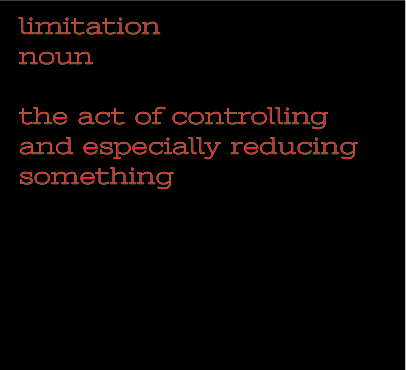 limitation
noun
the act of controlling
and especially reducing
something